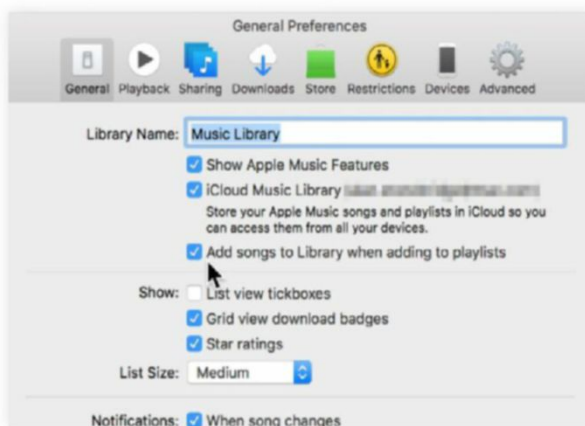 General Preferences
General Playback Sharing Downloads Store Restrictions Devices Advanced
Library Name: Music Library
Show Apple Music Features
iCloud Music Library
Store your Apple Music songs and playlists in iCloud so you
can access them from all your devices.
Add songs to Library when adding to playlists
Show: List view tickboxes
Grid view download badges
Star ratings
List Size: Medium
Notifications: When song changes